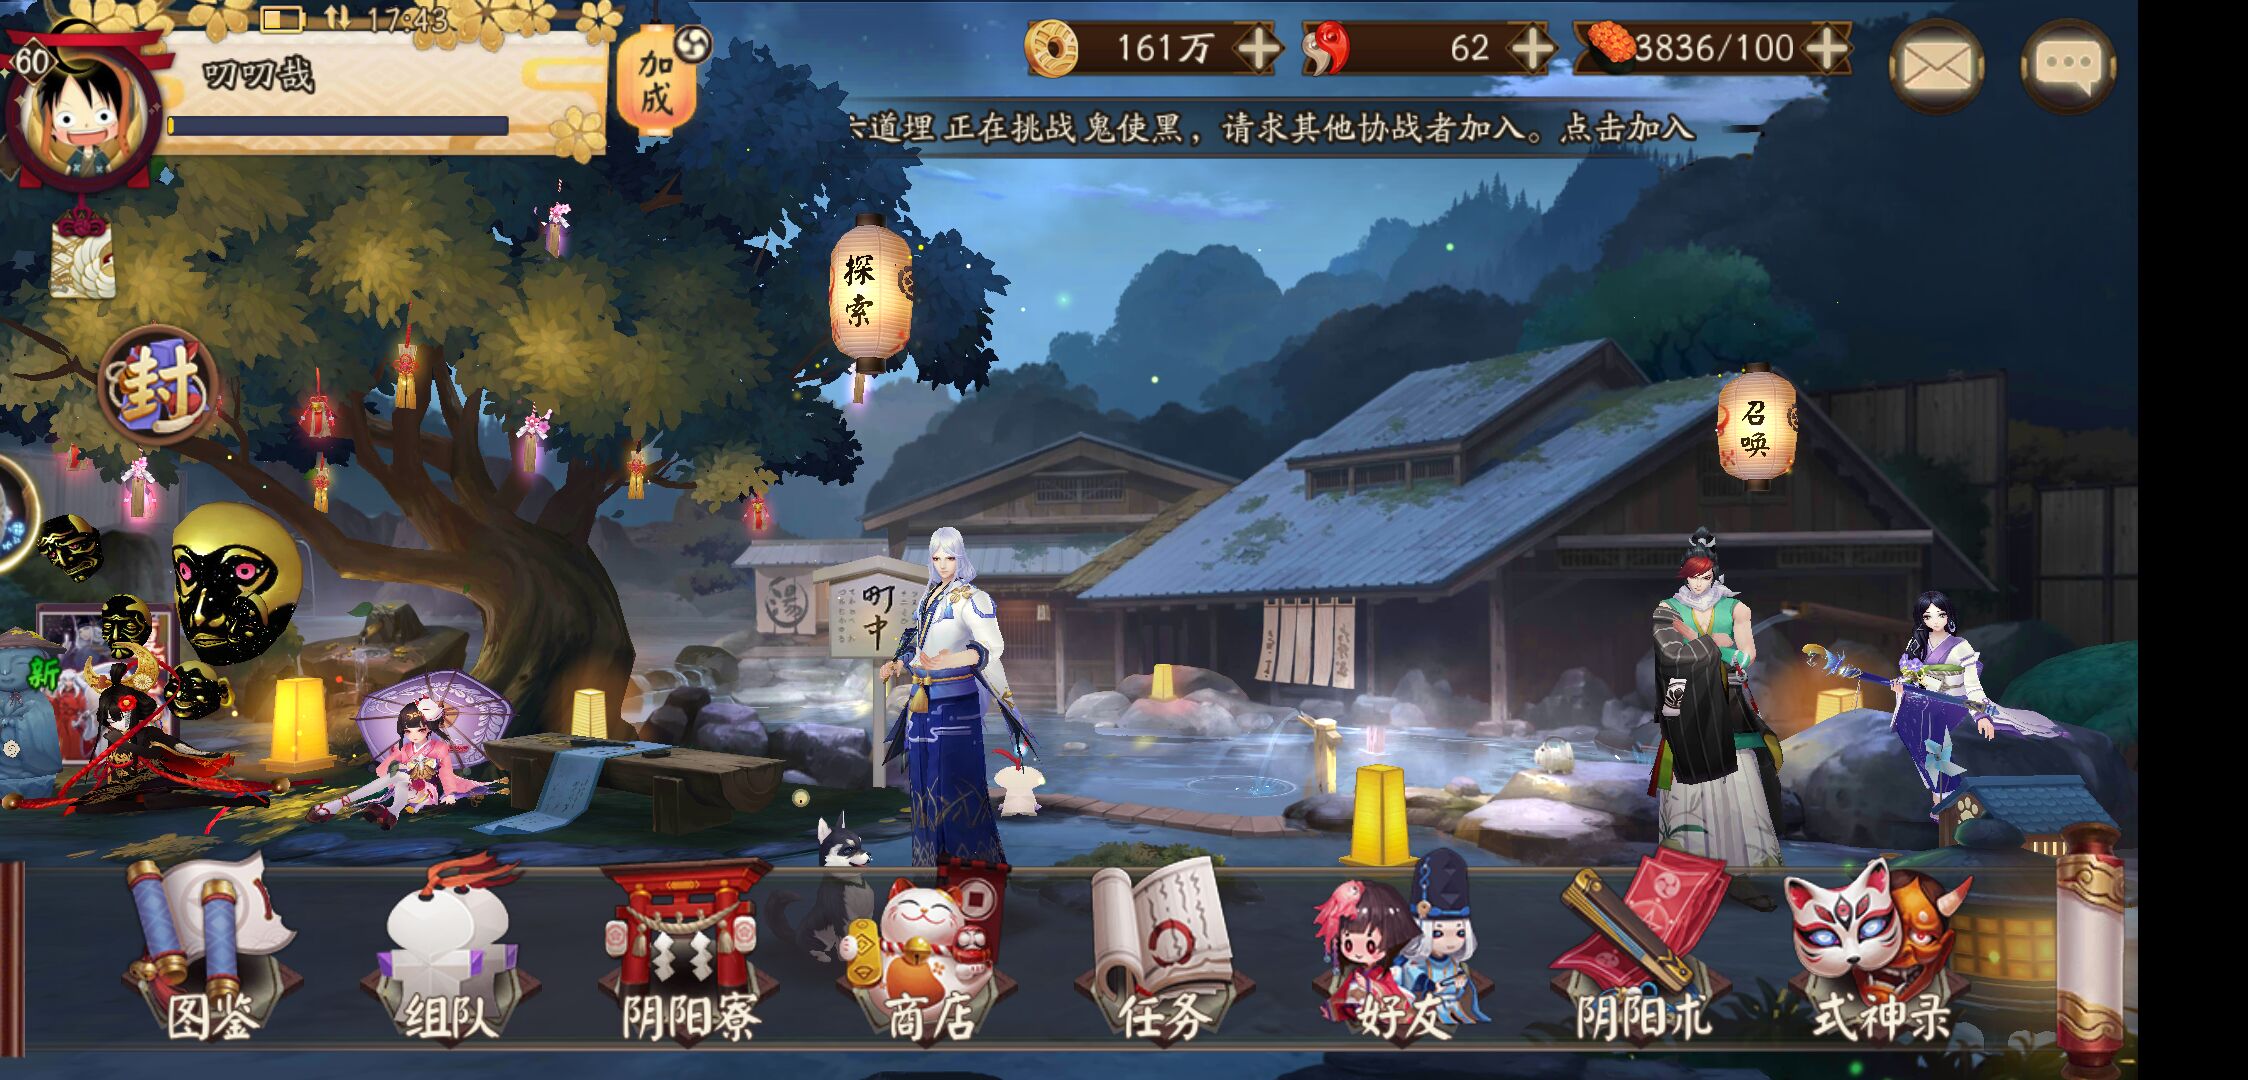 17:43
60
叨叨哉
加成
161万
62
3836/100
六道埋 正在挑战 鬼使黑，请求其他协战者加入。点击加入
探索
封
召唤
町中
湯
新
图鉴
组队
阴阳寮
商店
任务
好友
阴阳术
式神录